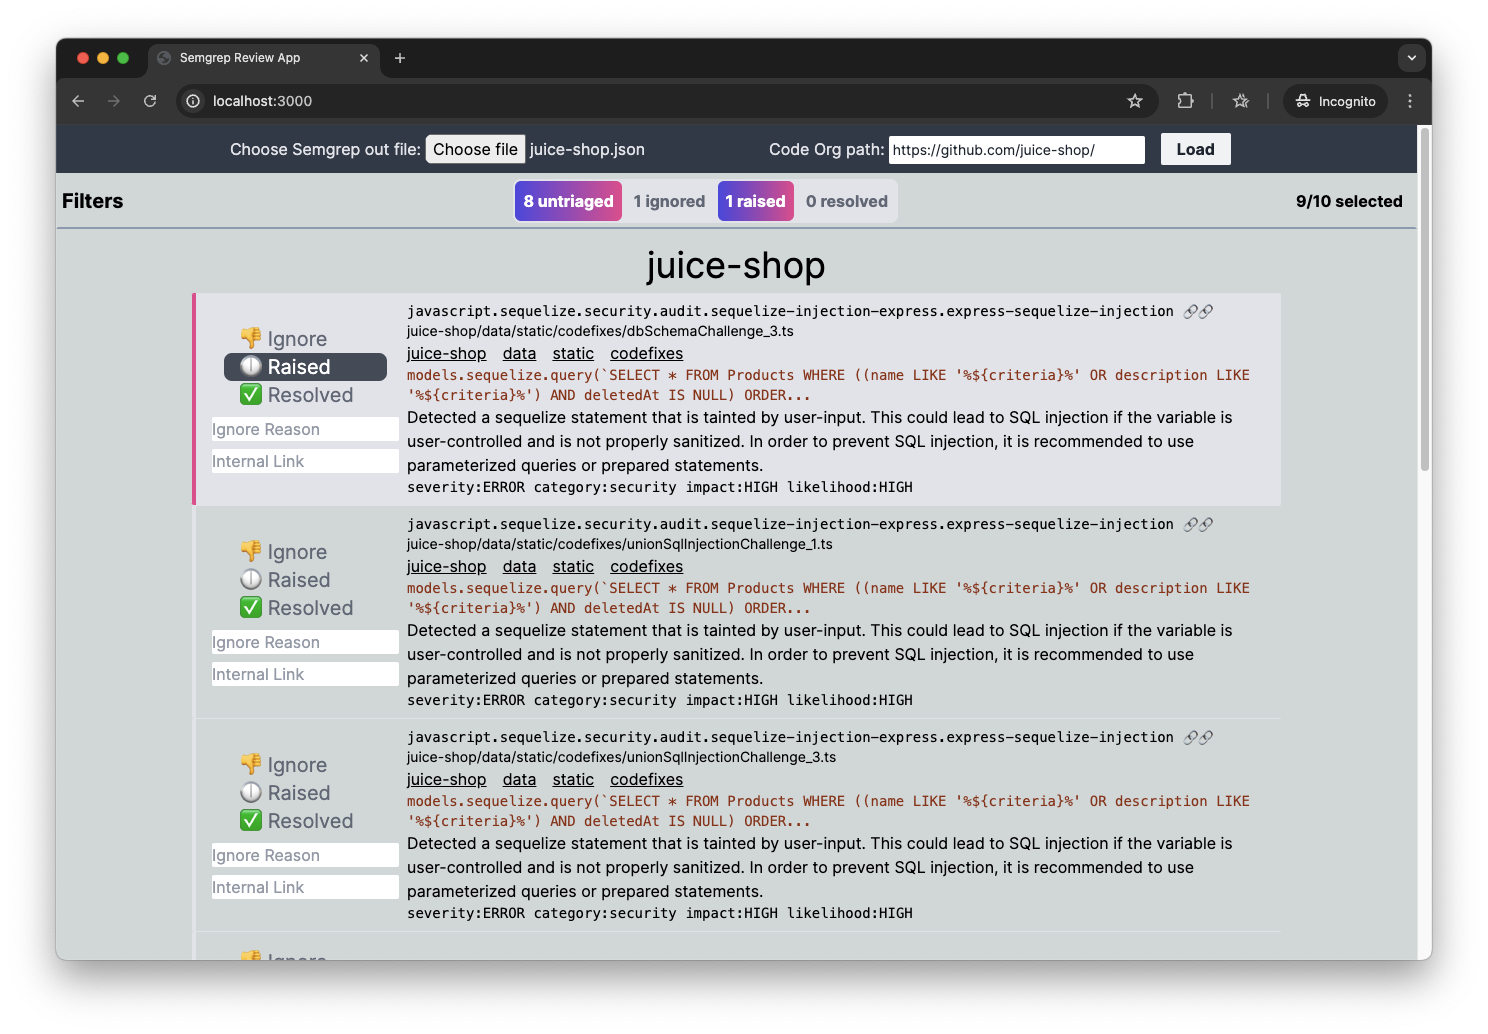 Semgrep Review App
localhost:3000
Incognito
Choose Semgrep out file: Choose file juice-shop.json Code Org path: https://github.com/juice-shop/ Load
Filters 8 untriaged 1 ignored 1 raised 0 resolved 9/10 selected
juice-shop
Ignore
Raised
Resolved
Ignore Reason
Internal Link
javascript.sequelize.security.audit.sequelize-injection-express.express-sequelize-injection
juice-shop/data/static/codefixes/dbSchemaChallenge_3.ts
juice-shop data static codefixes
models.sequelize.query(`SELECT * FROM Products WHERE ((name LIKE '%${criteria}%' OR description LIKE
'%${criteria}%') AND deletedAt IS NULL) ORDER...
Detected a sequelize statement that is tainted by user-input. This could lead to SQL injection if the variable is
user-controlled and is not properly sanitized. In order to prevent SQL injection, it is recommended to use
parameterized queries or prepared statements.
severity:ERROR category:security impact:HIGH likelihood:HIGH
Ignore
Raised
Resolved
Ignore Reason
Internal Link
javascript.sequelize.security.audit.sequelize-injection-express.express-sequelize-injection
juice-shop/data/static/codefixes/unionSqlInjectionChallenge_1.ts
juice-shop data static codefixes
models.sequelize.query(`SELECT * FROM Products WHERE ((name LIKE '%${criteria}%' OR description LIKE
'%${criteria}%') AND deletedAt IS NULL) ORDER...
Detected a sequelize statement that is tainted by user-input. This could lead to SQL injection if the variable is
user-controlled and is not properly sanitized. In order to prevent SQL injection, it is recommended to use
parameterized queries or prepared statements.
severity:ERROR category:security impact:HIGH likelihood:HIGH
Ignore
Raised
Resolved
Ignore Reason
Internal Link
javascript.sequelize.security.audit.sequelize-injection-express.express-sequelize-injection
juice-shop/data/static/codefixes/unionSqlInjectionChallenge_3.ts
juice-shop data static codefixes
models.sequelize.query(`SELECT * FROM Products WHERE ((name LIKE '%${criteria}%' OR description LIKE
'%${criteria}%') AND deletedAt IS NULL) ORDER...
Detected a sequelize statement that is tainted by user-input. This could lead to SQL injection if the variable is
user-controlled and is not properly sanitized. In order to prevent SQL injection, it is recommended to use
parameterized queries or prepared statements.
severity:ERROR category:security impact:HIGH likelihood:HIGH